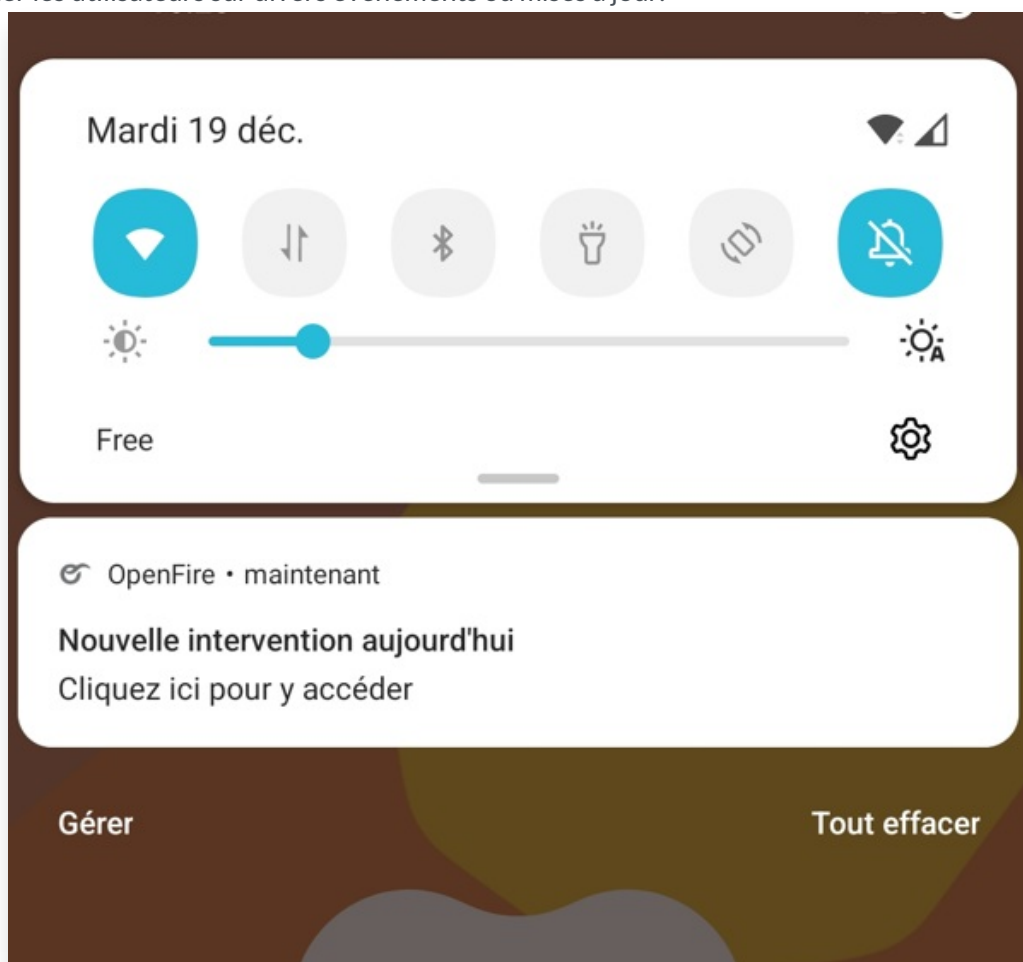 Mardi 19 déc.
A
Free
OpenFire • maintenant
Nouvelle intervention aujourd'hui
Cliquez ici pour y accéder
Gérer
Tout effacer